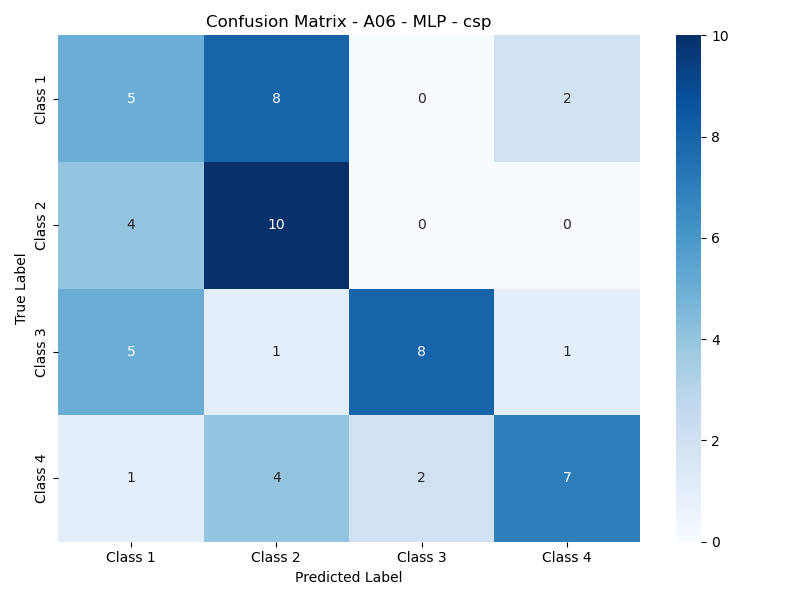 Confusion Matrix - A06 - MLP - csp
True Label
Class 1
5 8 0 2
Class 2
4 10 0 0
Class 3
5 1 8 1
Class 4
1 4 2 7
Class 1 Class 2 Class 3 Class 4
Predicted Label
10
8
6
4
2
0